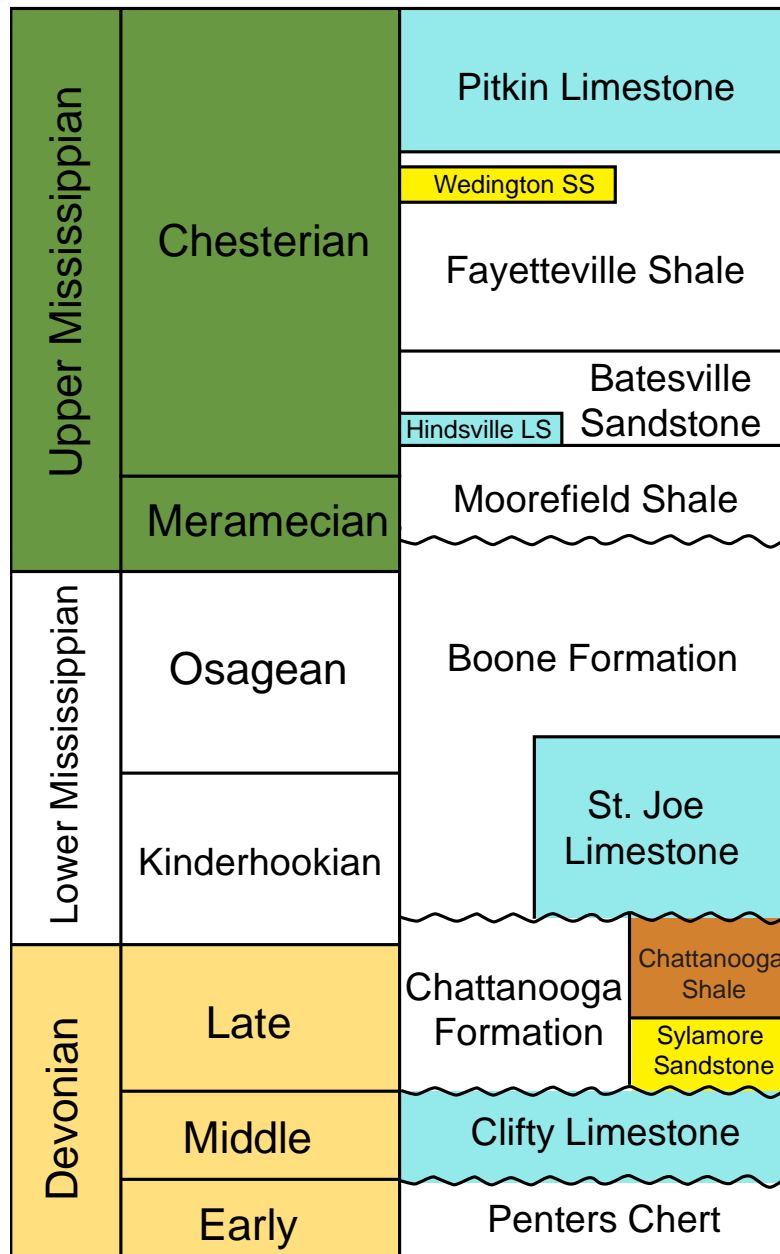 Upper Mississippian
Chesterian
Meramecian
Lower Mississippian
Osagean
Kinderhookian
Devonian
Late
Middle
Early
Pitkin Limestone
Wedington SS
Fayetteville Shale
Batesville
Sandstone
Hindsville LS
Moorefield Shale
Boone Formation
St. Joe
Limestone
Chattanooga
Formation
Chattanooga
Shale
Sylamore
Sandstone
Clifty Limestone
Penters Chert